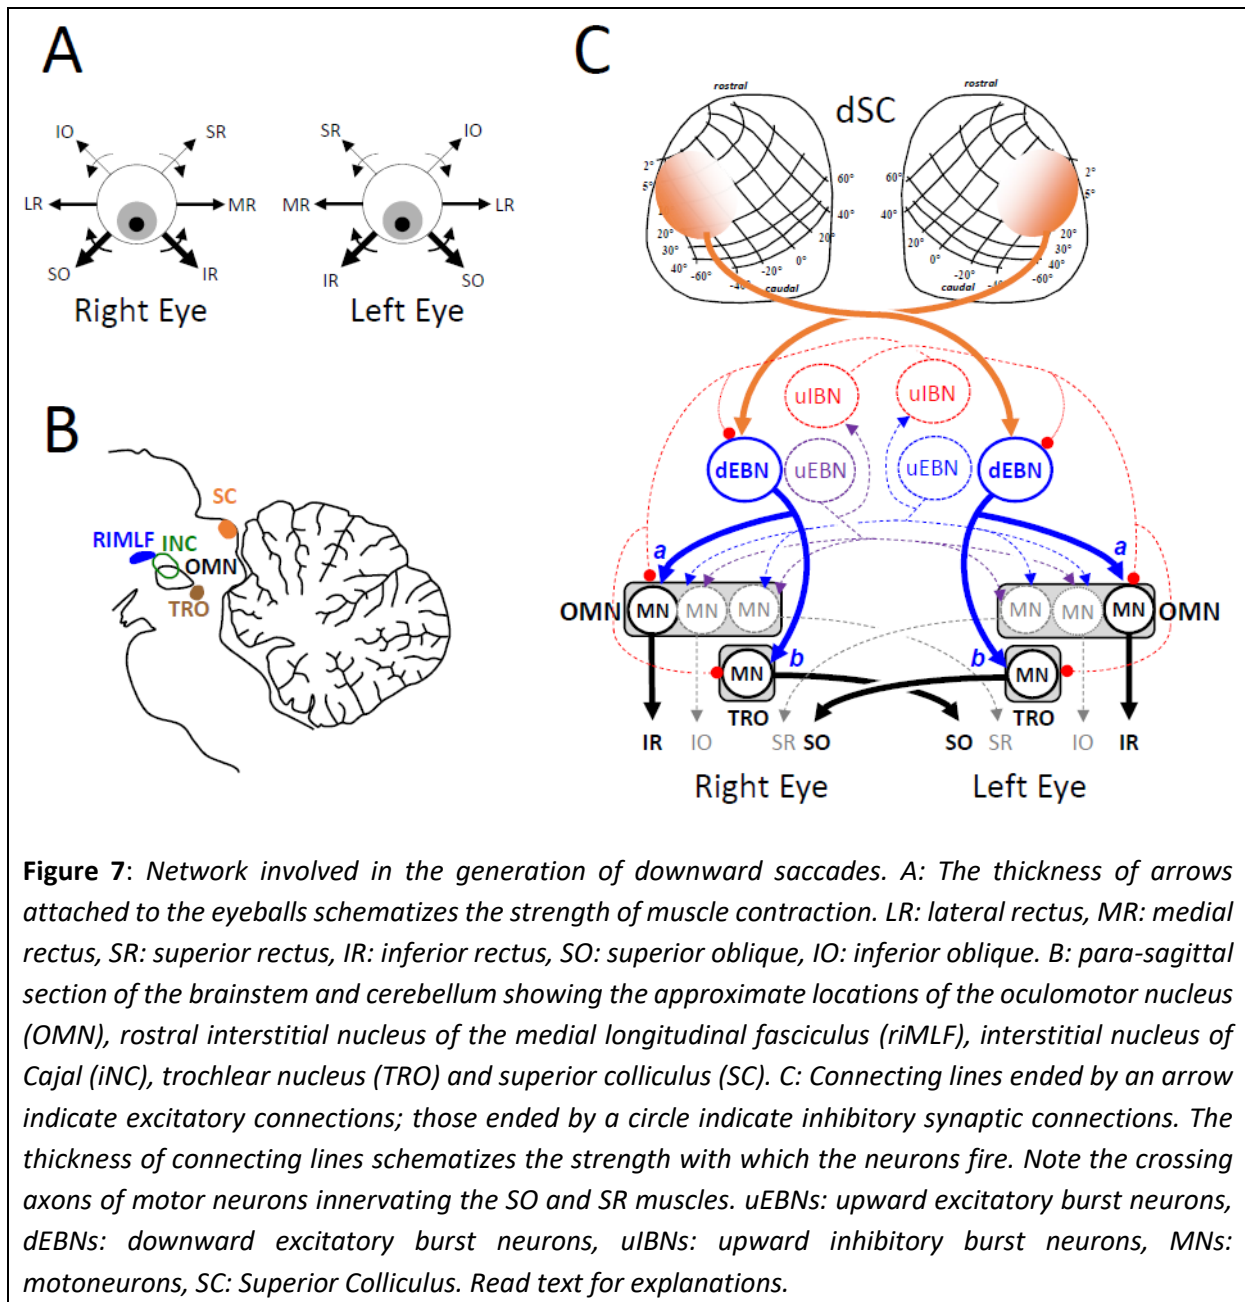 A
IO
SR
LR
MR
SO
IR
Right Eye
SR
IO
MR
LR
IR
SO
Left Eye
B
SC
RIMLF
INC
OMN
TRO
C
dSC
rostral
2°
5°
20°
30°
40°
-60°
-40°
-20°
0°
20°
40°
60°
caudal
rostral
2°
5°
60°
40°
20°
0°
-20°
-60°
40°
30°
20°
caudal
uIBN
uIBN
dEBN
uEBN
uEBN
dEBN
a
a
OMN
MN
MN
MN
MN
MN
MN
OMN
MN
b
b
MN
TRO
TRO
IR
IO
SR
SO
SO
SR
IO
IR
Right Eye
Left Eye
Figure 7: Network involved in the generation of downward saccades. A: The thickness of arrows
attached to the eyeballs schematizes the strength of muscle contraction. LR: lateral rectus, MR: medial
rectus, SR: superior rectus, IR: inferior rectus, SO: superior oblique, IO: inferior oblique. B: para-sagittal
section of the brainstem and cerebellum showing the approximate locations of the oculomotor nucleus
(OMN), rostral interstitial nucleus of the medial longitudinal fasciculus (riMLF), interstitial nucleus of
Cajal (iNC), trochlear nucleus (TRO) and superior colliculus (SC). C: Connecting lines ended by an arrow
indicate excitatory connections; those ended by a circle indicate inhibitory synaptic connections. The
thickness of connecting lines schematizes the strength with which the neurons fire. Note the crossing
axons of motor neurons innervating the SO and SR muscles. uEBNs: upward excitatory burst neurons,
dEBNs: downward excitatory burst neurons, uIBNs: upward inhibitory burst neurons, MNs:
motoneurons, SC: Superior Colliculus. Read text for explanations.